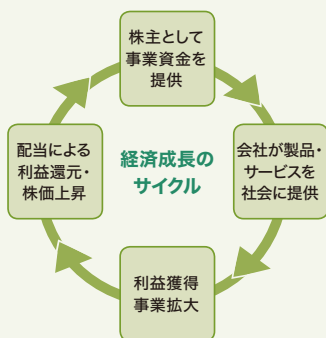 株主として
事業資金を
提供
会社が製品・
サービスを
社会に提供
利益獲得
事業拡大
配当による
利益還元・
株価上昇
経済成長の
サイクル